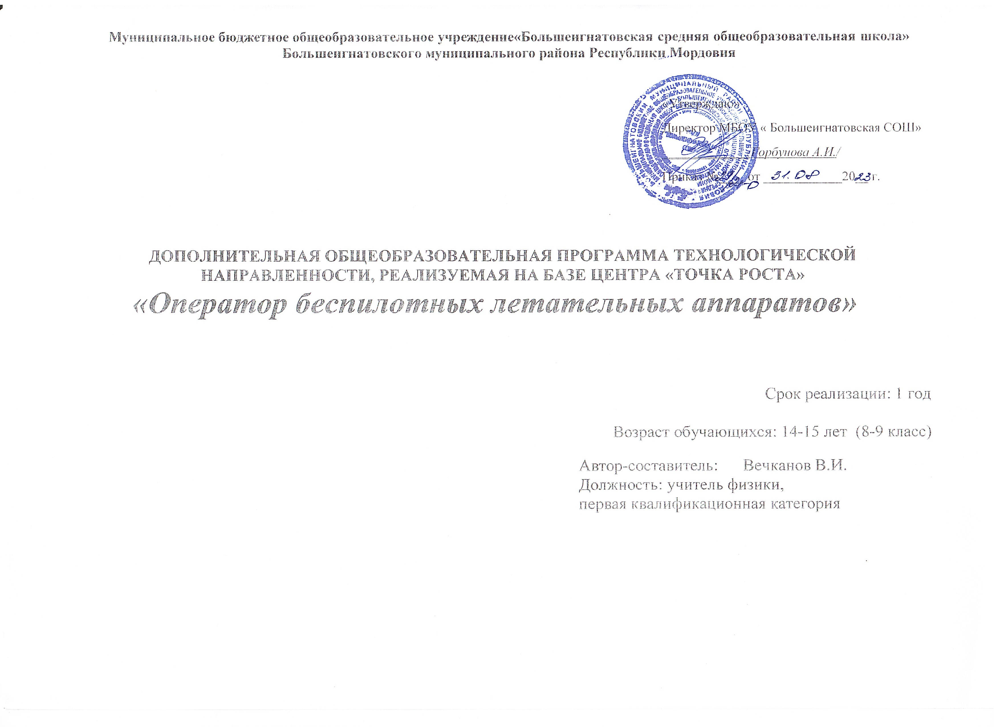 Муниципальное бюджетное общеобразовательное учреждение«Большеигнатовская средняя общеобразовательная школа»
Большеигнатовского муниципального района Республики Мордовия
«Утверждаю»
Директор МБОУ « Большеигнатовская СОШ»
Горбунова А.И./
Приказ № от 31.08 2023 г.
ДОПОЛНИТЕЛЬНАЯ ОБЩЕОБРАЗОВАТЕЛЬНАЯ ПРОГРАММА ТЕХНОЛОГИЧЕСКОЙ
НАПРАВЛЕННОСТИ, РЕАЛИЗУЕМАЯ НА БАЗЕ ЦЕНТРА «ТОЧКА РОСТА»
«Оператор беспилотных летательных аппаратов»
Срок реализации: 1 год
Возраст обучающихся: 14-15 лет (8-9 класс)
Автор-составитель: Вечканов В.И.
Должность: учитель физики,
первая квалификационная категория